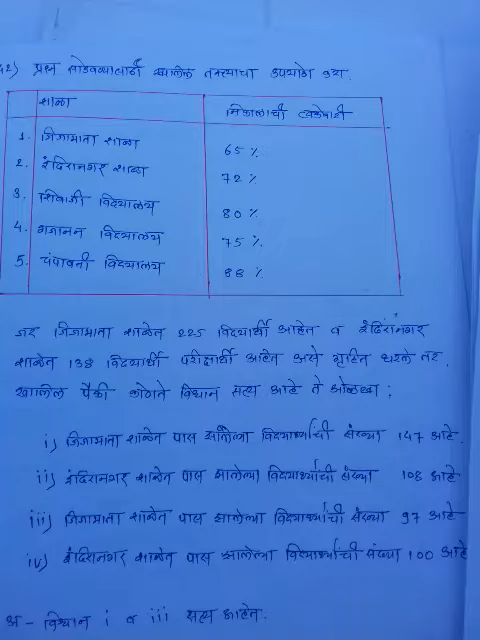 42) प्रश्न सोडवण्यासाठी खालील तक्त्याचा उपयोग करा.
शाळा निकालाची टक्केवारी
1. जिजामाता शाळा 65 %
2. इंदिरानगर शाळा 72 %
3. शिवाजी विद्यालय 80 %
4. गजानन विद्यालय 75 %
5. चंपावती विद्यालय 88 %
जर जिजामाता शाळेत 225 विद्यार्थी आहेत व इंदिरानगर
शाळेत 138 विद्यार्थी परीक्षार्थी आहेत असे गृहित धरले तर,
खालील पैकी कोणते विधान सत्य आहे ते ओळखा;
i) जिजामाता शाळेत पास झालेल्या विद्यार्थ्यांची संख्या 147 आहे.
ii) इंदिरानगर शाळेत पास झालेल्या विद्यार्थ्यांची संख्या 108 आहे
iii) जिजामाता शाळेत पास झालेल्या विद्यार्थ्यांची संख्या 97 आहे
iv) इंदिरानगर शाळेत पास झालेल्या विद्यार्थ्यांची संख्या 100 आहे
अ - विधान i व iii सत्य आहेत.